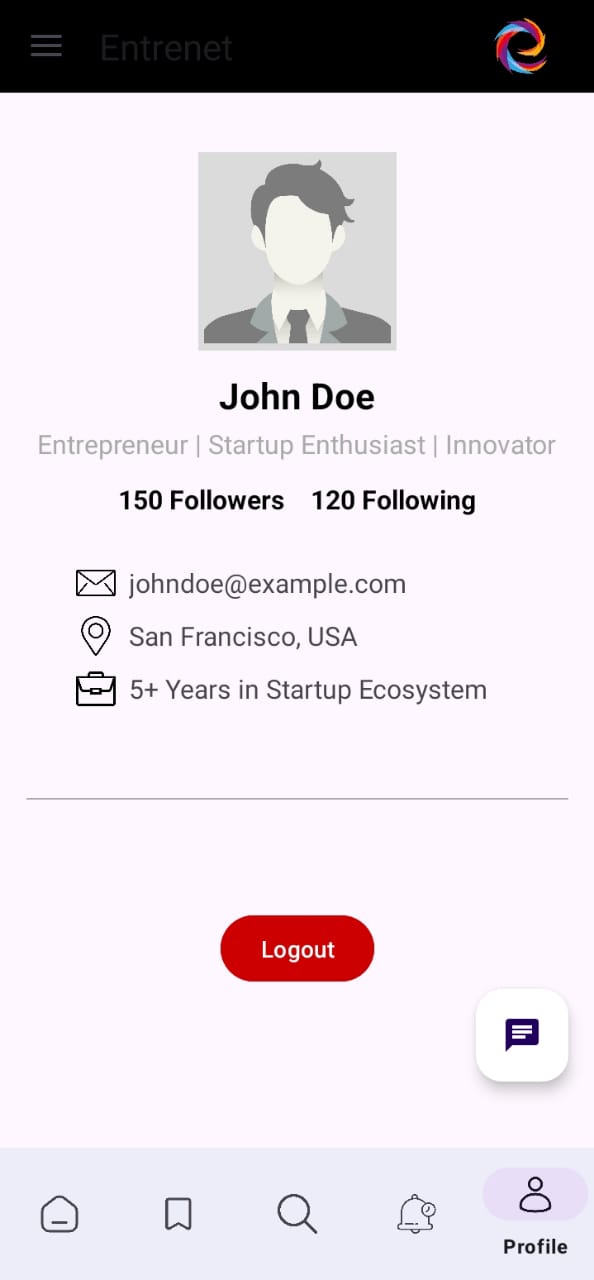 Entrenet
John Doe
Entrepreneur | Startup Enthusiast | Innovator
150 Followers 120 Following
johndoe@example.com
San Francisco, USA
5+ Years in Startup Ecosystem
Logout
Profile